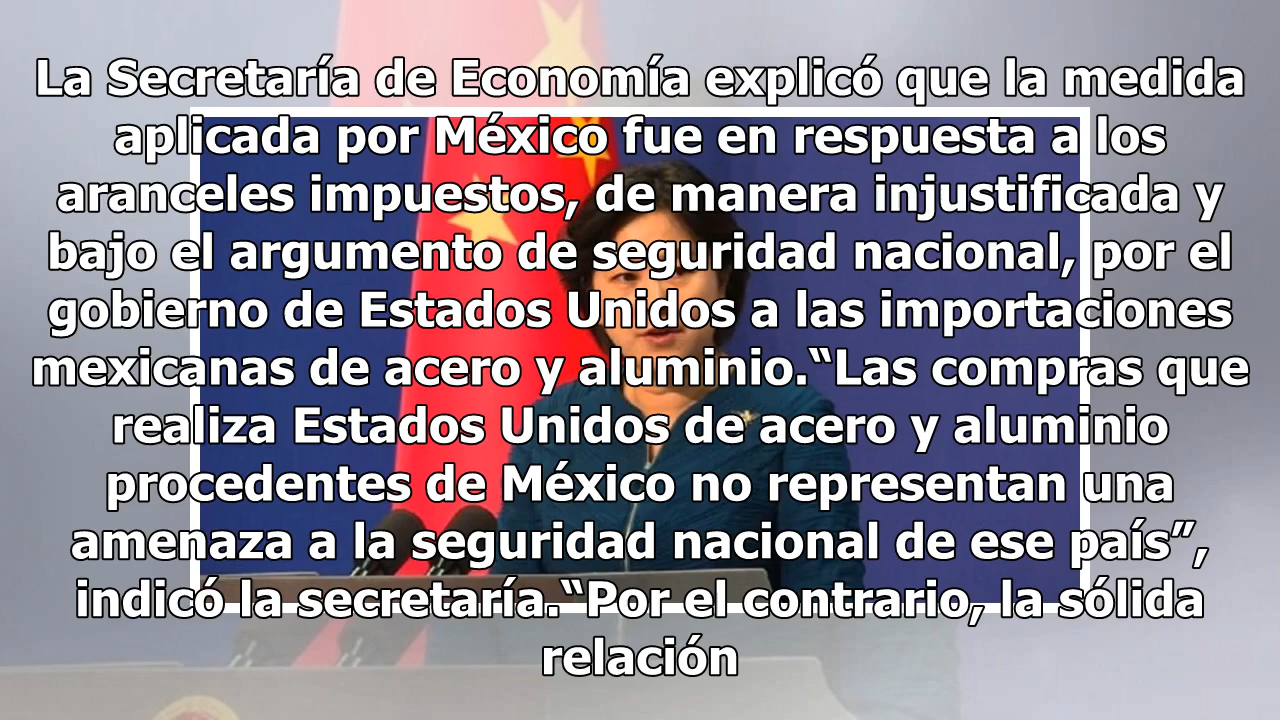 La Secretaría de Economía explicó que la medida
aplicada por México fue en respuesta a los
aranceles impuestos, de manera injustificada y
bajo el argumento de seguridad nacional, por el
gobierno de Estados Unidos a las importaciones
mexicanas de acero y aluminio.“Las compras que
realiza Estados Unidos de acero y aluminio
procedentes de México no representan una
amenaza a la seguridad nacional de ese país”,
indicó la secretaría.“Por el contrario, la sólida
relación